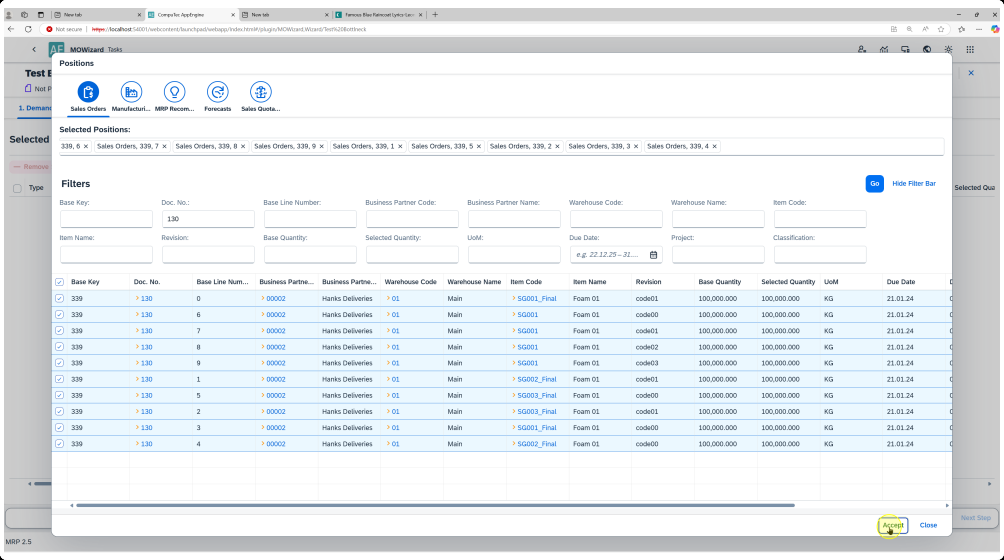 New tab
CompuTec AppEngine
New tab
Famous Blue Raincoat Lyrics Leo
Not secure https://localhost:54001/webcontent/launchpad/webapp/index.html#/plugin/MOWizard,Wizard/Test%20Bottlneck
AE MOWizard Tasks
Test B
Not P
1. Deman
Selected
Remove
Type
Selected Qua
Positions
Sales Orders Manufacturi... MRP Recom... Forecasts Sales Quota...
Selected Positions:
339, 6 × Sales Orders, 339, 7 × Sales Orders, 339, 8 × Sales Orders, 339, 9 × Sales Orders, 339, 1 × Sales Orders, 339, 5 × Sales Orders, 339, 2 × Sales Orders, 339, 3 × Sales Orders, 339, 4 ×
Filters
Go Hide Filter Bar
Base Key: Doc. No.: Base Line Number: Business Partner Code: Business Partner Name: Warehouse Code: Warehouse Name: Item Code:
130
Item Name: Revision: Base Quantity: Selected Quantity: UoM: Due Date: Project: Classification:
e.g. 22.12.25 – 31....
Base Key Doc. No. Base Line Num... Business Partne... Business Partne... Warehouse Code Warehouse Name Item Code Item Name Revision Base Quantity Selected Quantity UoM Due Date
339 130 0 00002 Hanks Deliveries 01 Main SG001_Final Foam 01 code01 100,000.000 100,000.000 KG 21.01.24
339 130 6 00002 Hanks Deliveries 01 Main SG001 Foam 01 code00 100,000.000 100,000.000 KG 21.01.24
339 130 7 00002 Hanks Deliveries 01 Main SG001 Foam 01 code01 100,000.000 100,000.000 KG 21.01.24
339 130 8 00002 Hanks Deliveries 01 Main SG001 Foam 01 code02 100,000.000 100,000.000 KG 21.01.24
339 130 9 00002 Hanks Deliveries 01 Main SG001 Foam 01 code03 100,000.000 100,000.000 KG 21.01.24
339 130 1 00002 Hanks Deliveries 01 Main SG002_Final Foam 01 code01 100,000.000 100,000.000 KG 21.01.24
339 130 5 00002 Hanks Deliveries 01 Main SG003_Final Foam 01 code00 100,000.000 100,000.000 KG 21.01.24
339 130 2 00002 Hanks Deliveries 01 Main SG003_Final Foam 01 code01 100,000.000 100,000.000 KG 21.01.24
339 130 3 00002 Hanks Deliveries 01 Main SG001_Final Foam 01 code00 100,000.000 100,000.000 KG 21.01.24
339 130 4 00002 Hanks Deliveries 01 Main SG002_Final Foam 01 code00 100,000.000 100,000.000 KG 21.01.24
Accept Close
Next Step
MRP 2.5